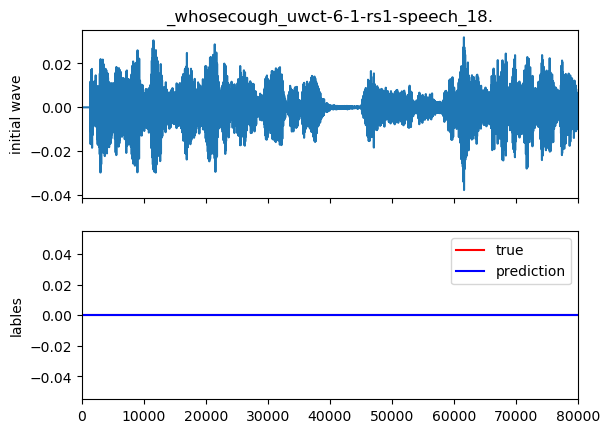 _whosecough_uwct-6-1-rs1-speech_18.
initial wave
0.02
0.00
−0.02
−0.04
lables
0.04
0.02
0.00
−0.02
−0.04
true
prediction
0 10000 20000 30000 40000 50000 60000 70000 80000